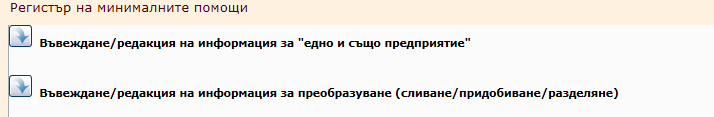 Регистър на минималните помощи
Въвеждане/редакция на информация за "едно и също предприятие"
Въвеждане/редакция на информация за преобразуване (сливане/придобиване/разделяне)